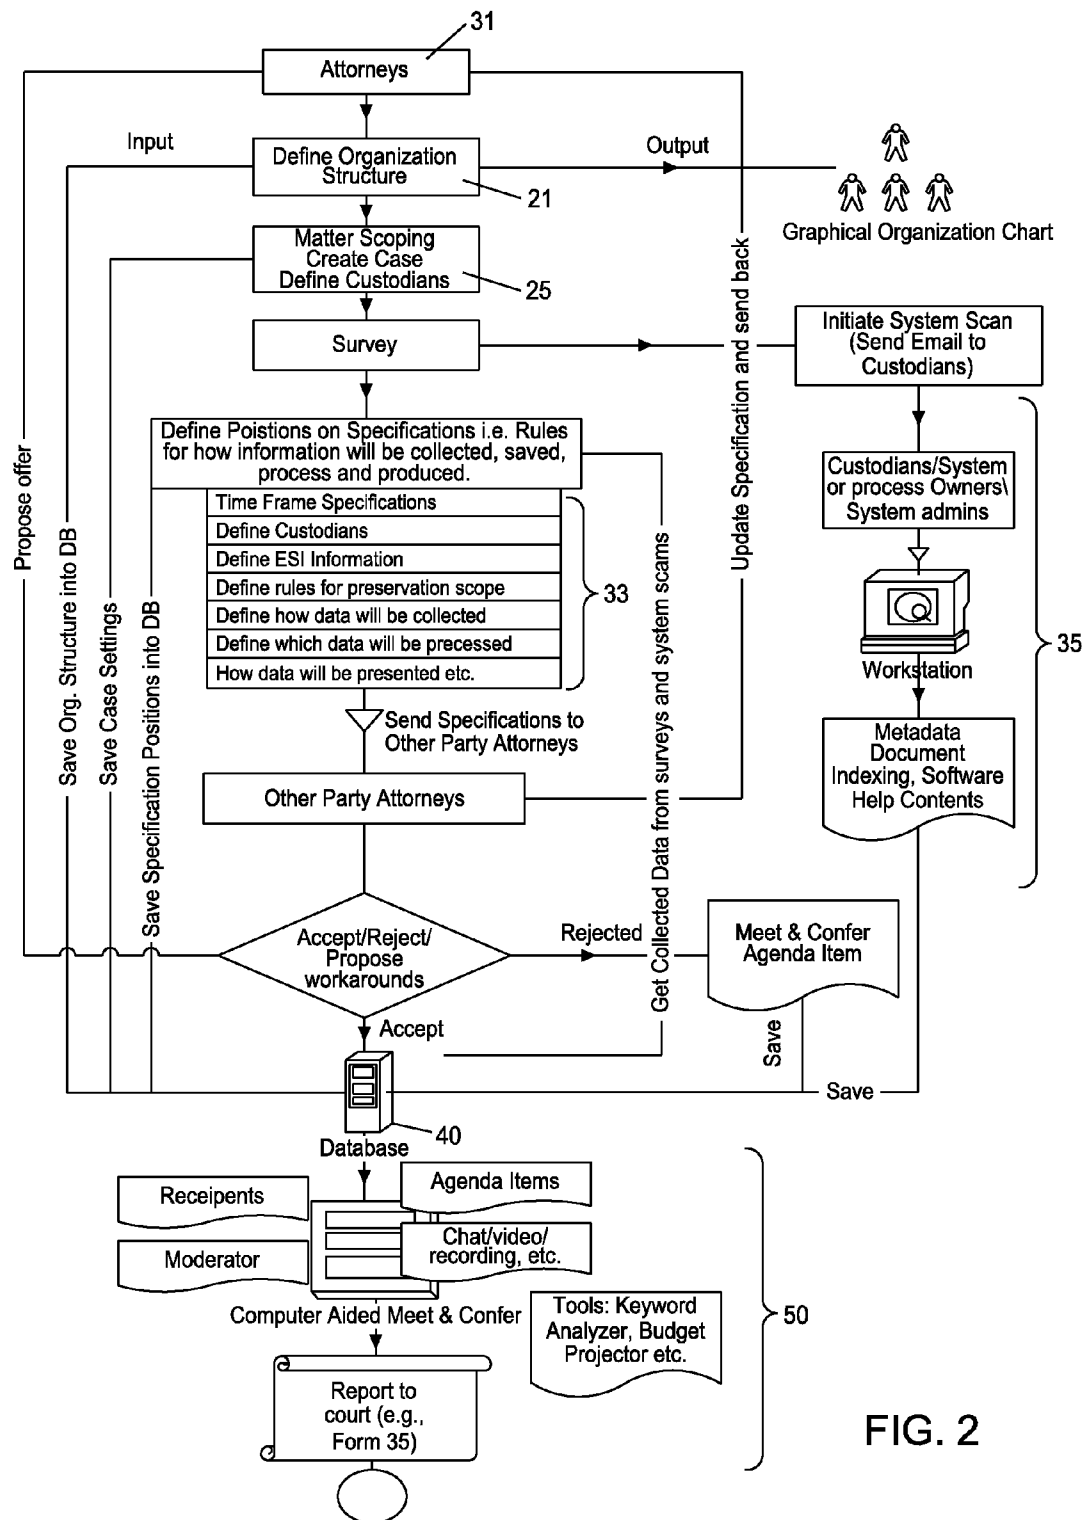 31
Attorneys
Input
Define Organization
Structure
21
Output
Graphical Organization Chart
Matter Scoping
Create Case
Define Custodians
25
Survey
Initiate System Scan
(Send Email to
Custodians)
Update Specification and send back
Propose offer
Save Org. Structure into DB
Save Case Settings
Save Specification Positions into DB
Define Poistions on Specifications i.e. Rules
for how information will be collected, saved,
process and produced.
Time Frame Specifications
Define Custodians
Define ESI Information
Define rules for preservation scope
Define how data will be collected
Define which data will be precessed
How data will be presented etc.
33
Get Collected Data from surveys and system scams
Custodians/System
or process Owners\
System admins
Workstation
35
Metadata
Document
Indexing, Software
Help Contents
Send Specifications to
Other Party Attorneys
Other Party Attorneys
Accept/Reject/
Propose
workarounds
Rejected
Meet & Confer
Agenda Item
Accept
Save
Save
40
Database
Receipents
Moderator
Agenda Items
Chat/video/
recording, etc.
Computer Aided Meet & Confer
Tools: Keyword
Analyzer, Budget
Projector etc.
50
Report to
court (e.g.,
Form 35)
FIG. 2